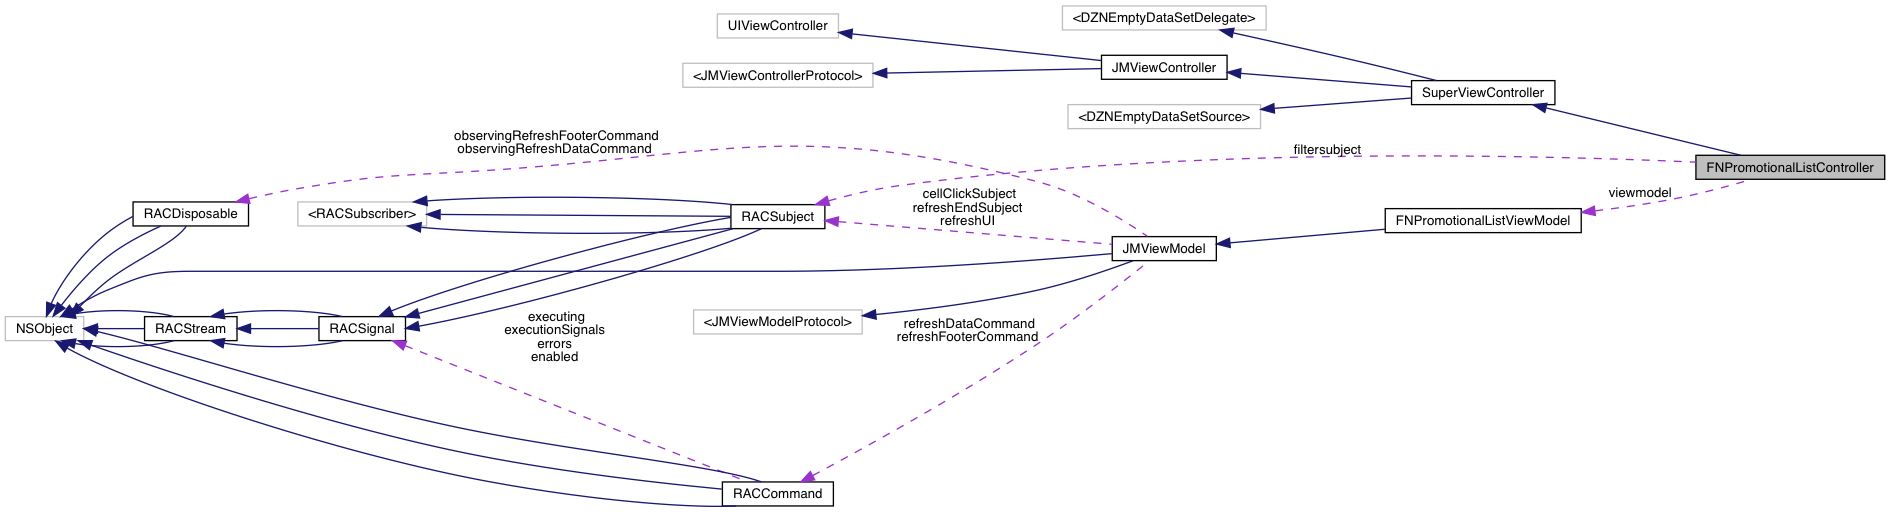 <DZNEmptyDataSetDelegate>
UIViewController
JMViewController
<JMViewControllerProtocol>
SuperViewController
<DZNEmptyDataSetSource>
observingRefreshFooterCommand
observingRefreshDataCommand
filtersubject
FNPromotionalListController
viewmodel
cellClickSubject
refreshEndSubject
refreshUI
RACDisposable
<RACSubscriber>
RACSubject
FNPromotionalListViewModel
JMViewModel
executing
executionSignals
errors
enabled
<JMViewModelProtocol>
refreshDataCommand
refreshFooterCommand
NSObject
RACStream
RACSignal
RACCommand